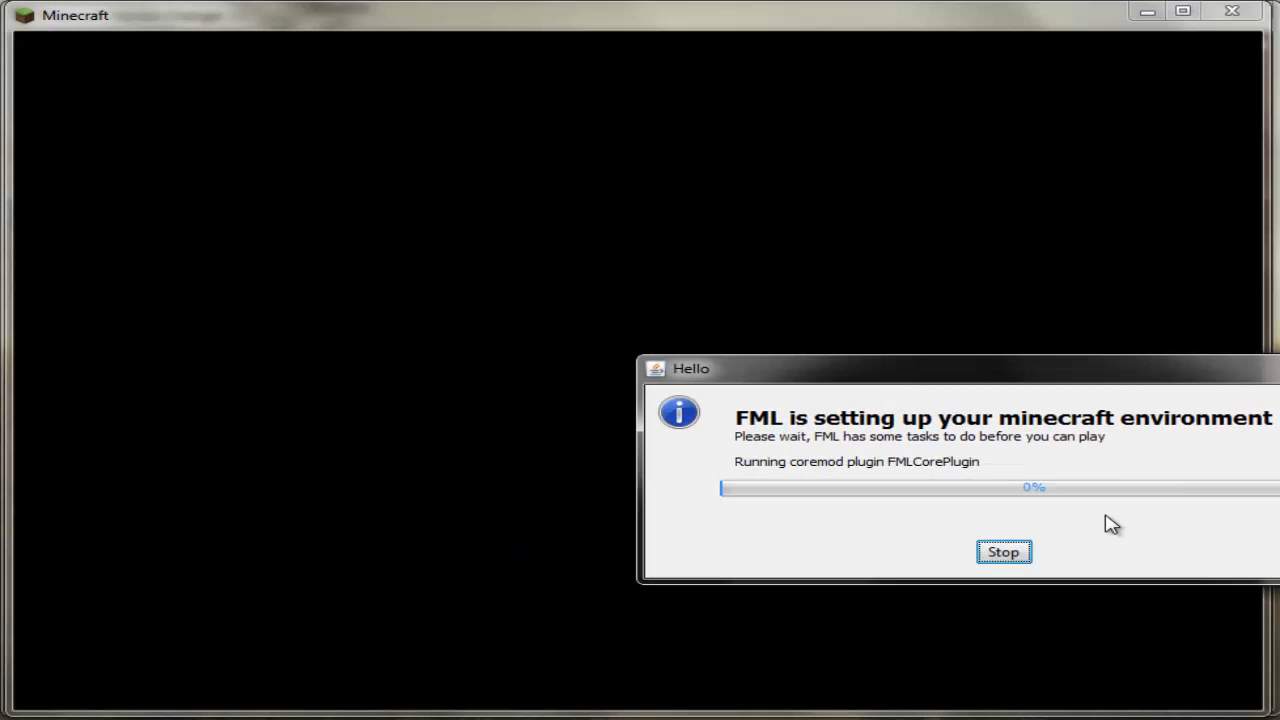 Minecraft
Hello
FML is setting up your minecraft environment
Please wait, FML has some tasks to do before you can play
Running coremod plugin FMLCorePlugin
0%
Stop